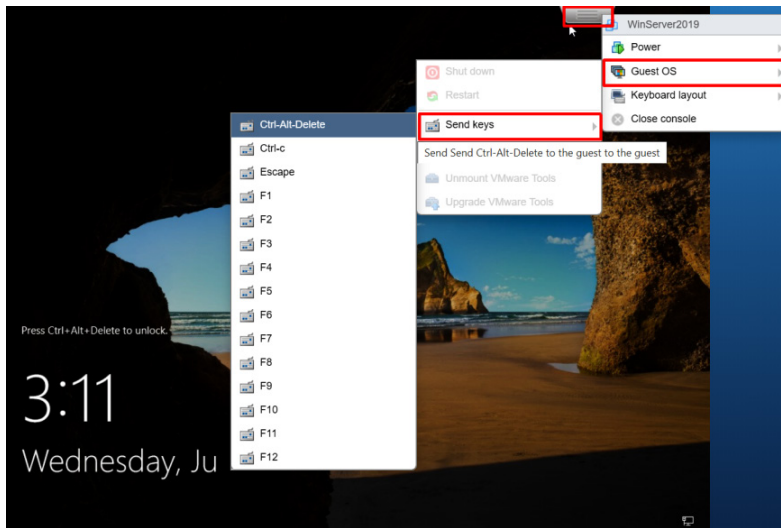 WinServer2019
Power
Guest OS
Keyboard layout
Close console
Shut down
Restart
Send keys
Send Send Ctrl-Alt-Delete to the guest to the guest
Unmount VMware Tools
Upgrade VMware Tools
Ctrl-Alt-Delete
Ctrl-c
Escape
F1
F2
F3
F4
F5
F6
F7
F8
F9
F10
F11
F12
Press Ctrl+Alt+Delete to unlock.
3:11
Wednesday, Ju